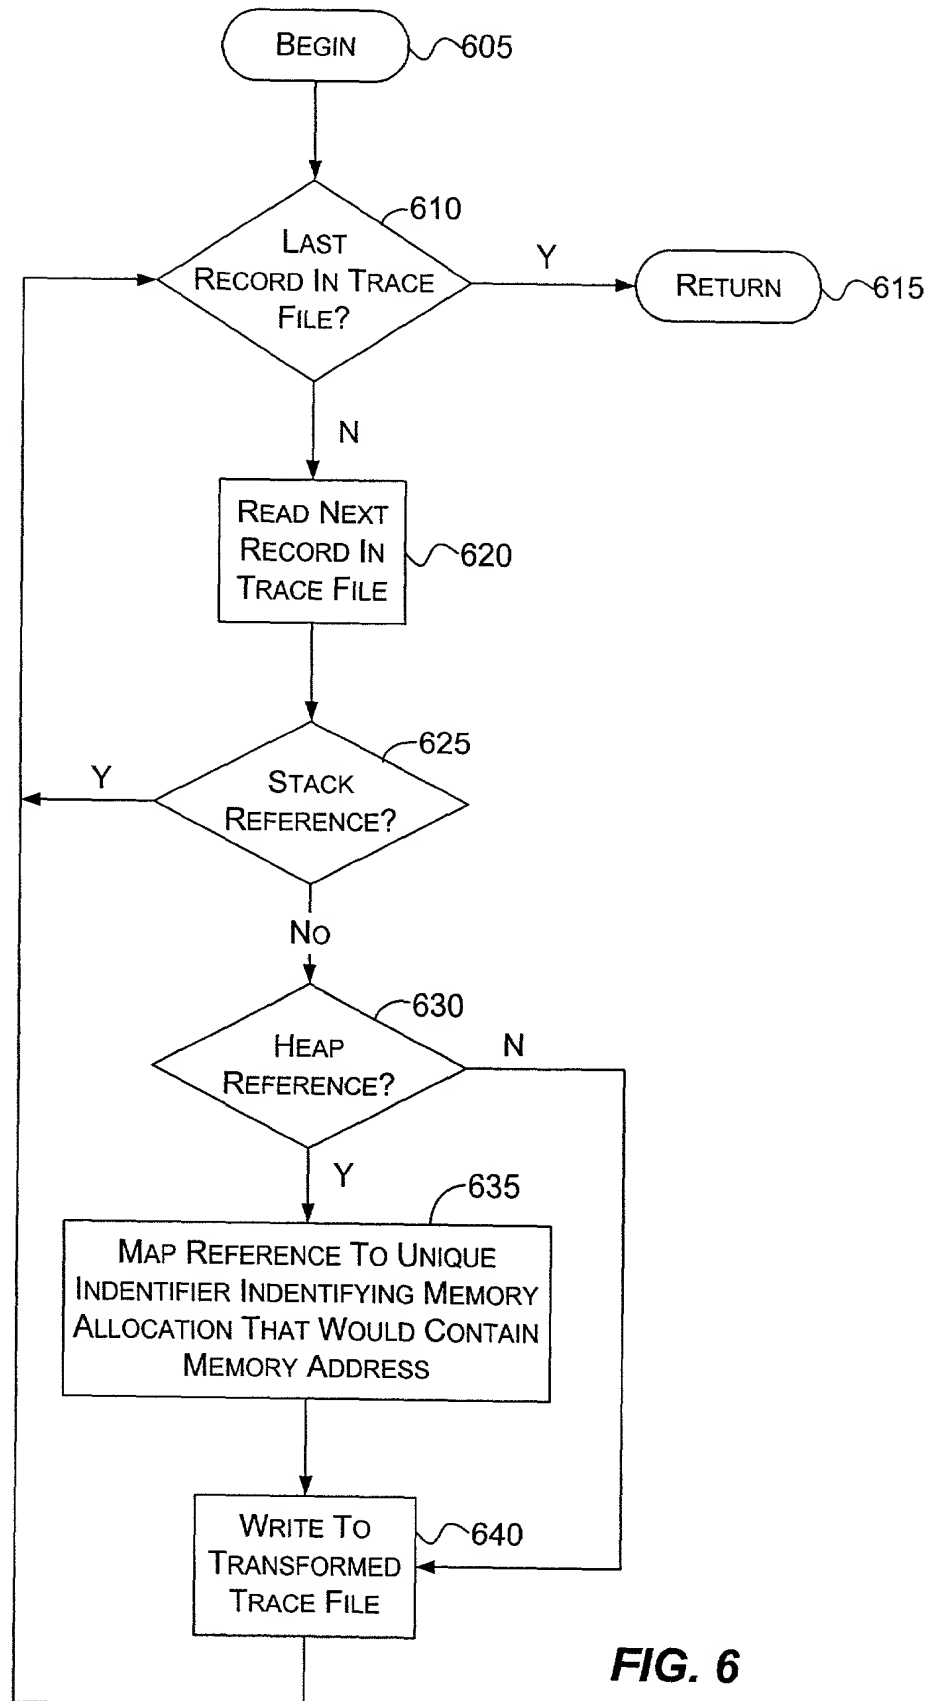 BEGIN
605
610
LAST
RECORD IN TRACE
FILE?
Y
RETURN
615
N
READ NEXT
RECORD IN
TRACE FILE
620
625
STACK
REFERENCE?
Y
NO
630
HEAP
REFERENCE?
N
Y
635
MAP REFERENCE TO UNIQUE
INDENTIFIER INDENTIFYING MEMORY
ALLOCATION THAT WOULD CONTAIN
MEMORY ADDRESS
WRITE TO
TRANSFORMED
TRACE FILE
640
FIG. 6